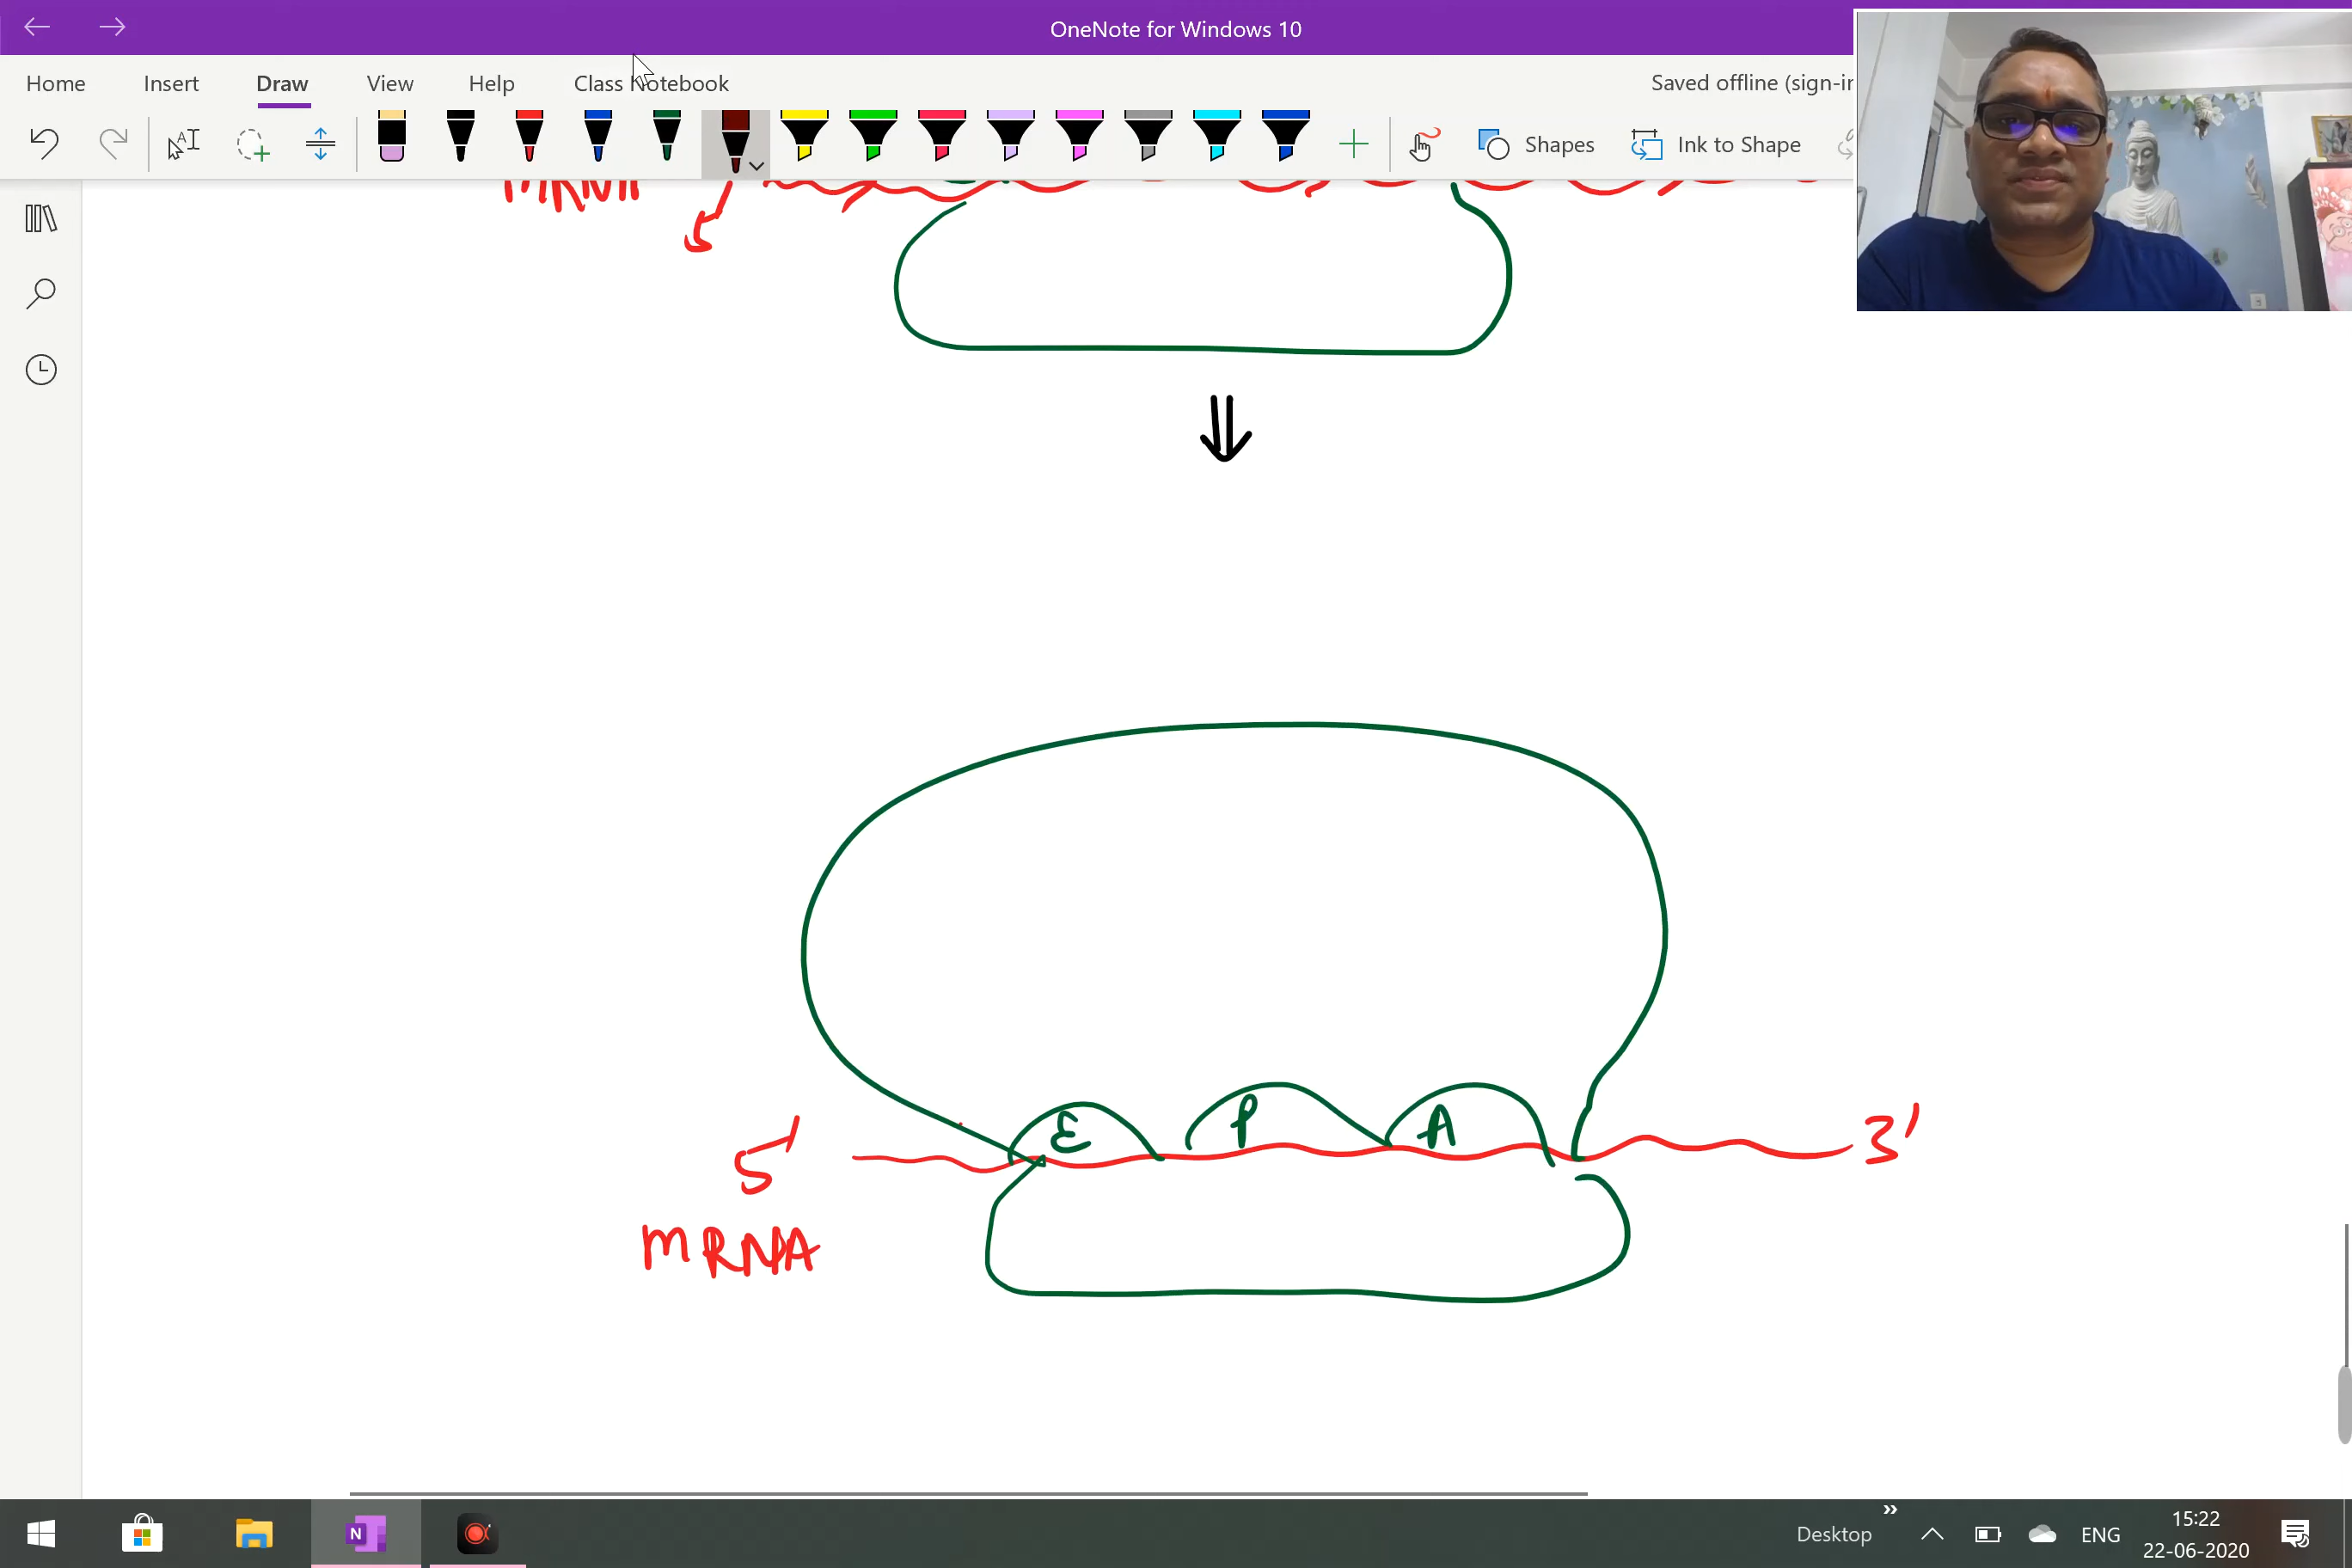 OneNote for Windows 10
Home Insert Draw View Help Class Notebook Saved offline (sign-in
Shapes Ink to Shape
5
E P A
5' 3'
mRNA
Desktop ENG 15:22
22-06-2020